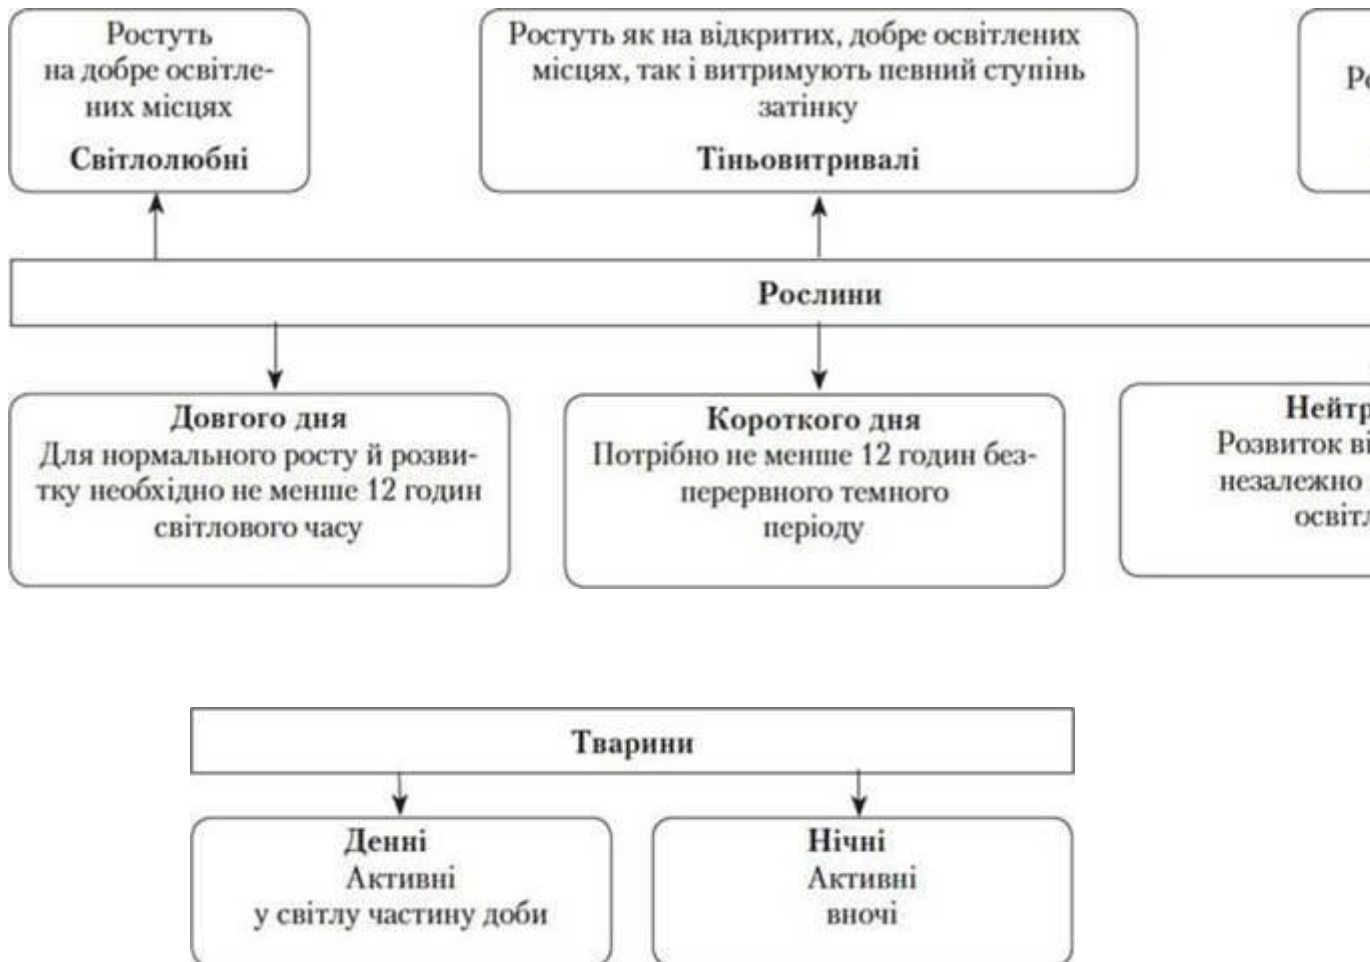 Ростуть
на добре освітле-
них місцях
Світлолюбні
Ростуть як на відкритих, добре освітлених
місцях, так і витримують певний ступінь
затінку
Тіньовитривалі
Рослини
Довгого дня
Для нормального росту й розви-
тку необхідно не менше 12 годин
світлового часу
Короткого дня
Потрібно не менше 12 годин без-
перервного темного
періоду
Розвиток
незалежно
Тварини
Денні
Активні
у світлу частину доби
Нічні
Активні
вночі